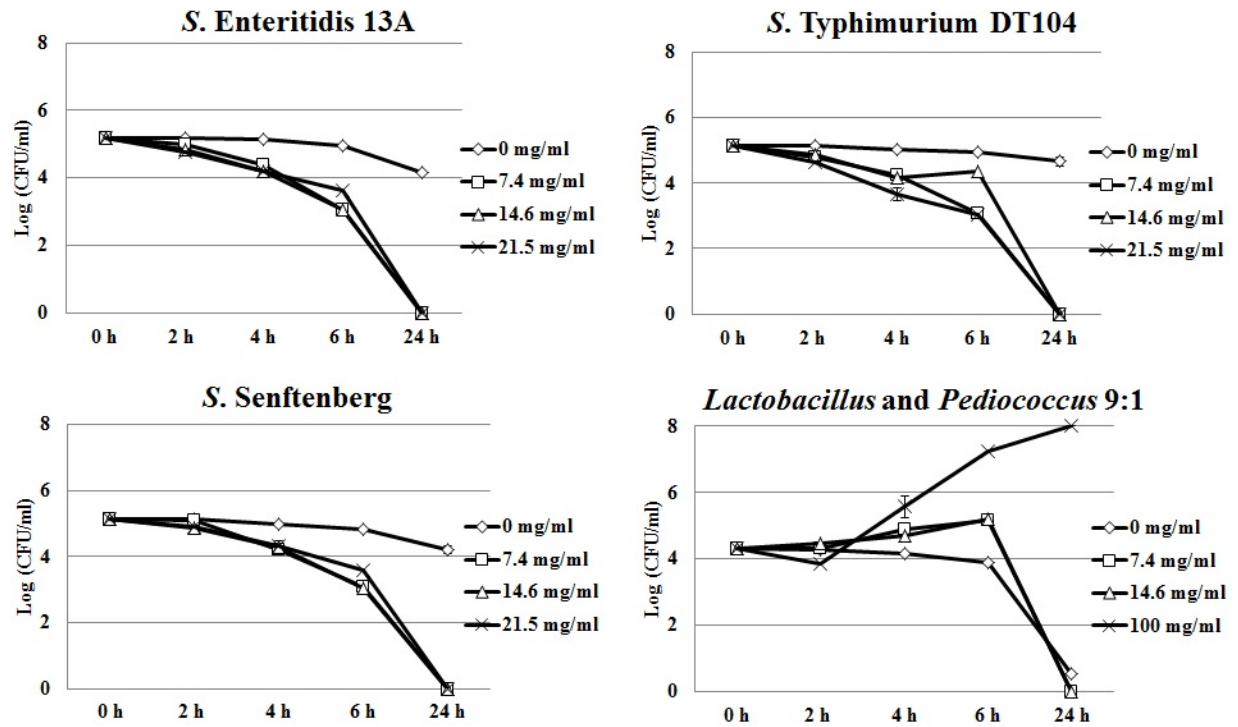 S. Enteritidis 13A
8
6
4
2
0
Log (CFU/ml)
0 h 2 h 4 h 6 h 24 h
0 mg/ml
7.4 mg/ml
14.6 mg/ml
21.5 mg/ml
S. Typhimurium DT104
8
6
4
2
0
Log (CFU/ml)
0 h 2 h 4 h 6 h 24 h
0 mg/ml
7.4 mg/ml
14.6 mg/ml
21.5 mg/ml
S. Senftenberg
8
6
4
2
0
Log (CFU/ml)
0 h 2 h 4 h 6 h 24 h
0 mg/ml
7.4 mg/ml
14.6 mg/ml
21.5 mg/ml
Lactobacillus and Pediococcus 9:1
8
6
4
2
0
Log (CFU/ml)
0 h 2 h 4 h 6 h 24 h
0 mg/ml
7.4 mg/ml
14.6 mg/ml
100 mg/ml